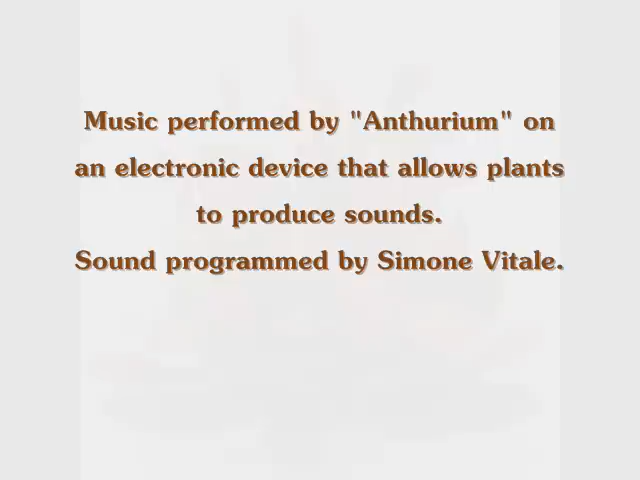 Music performed by "Anthurium" on
an electronic device that allows plants
to produce sounds.
Sound programmed by Simone Vitale.